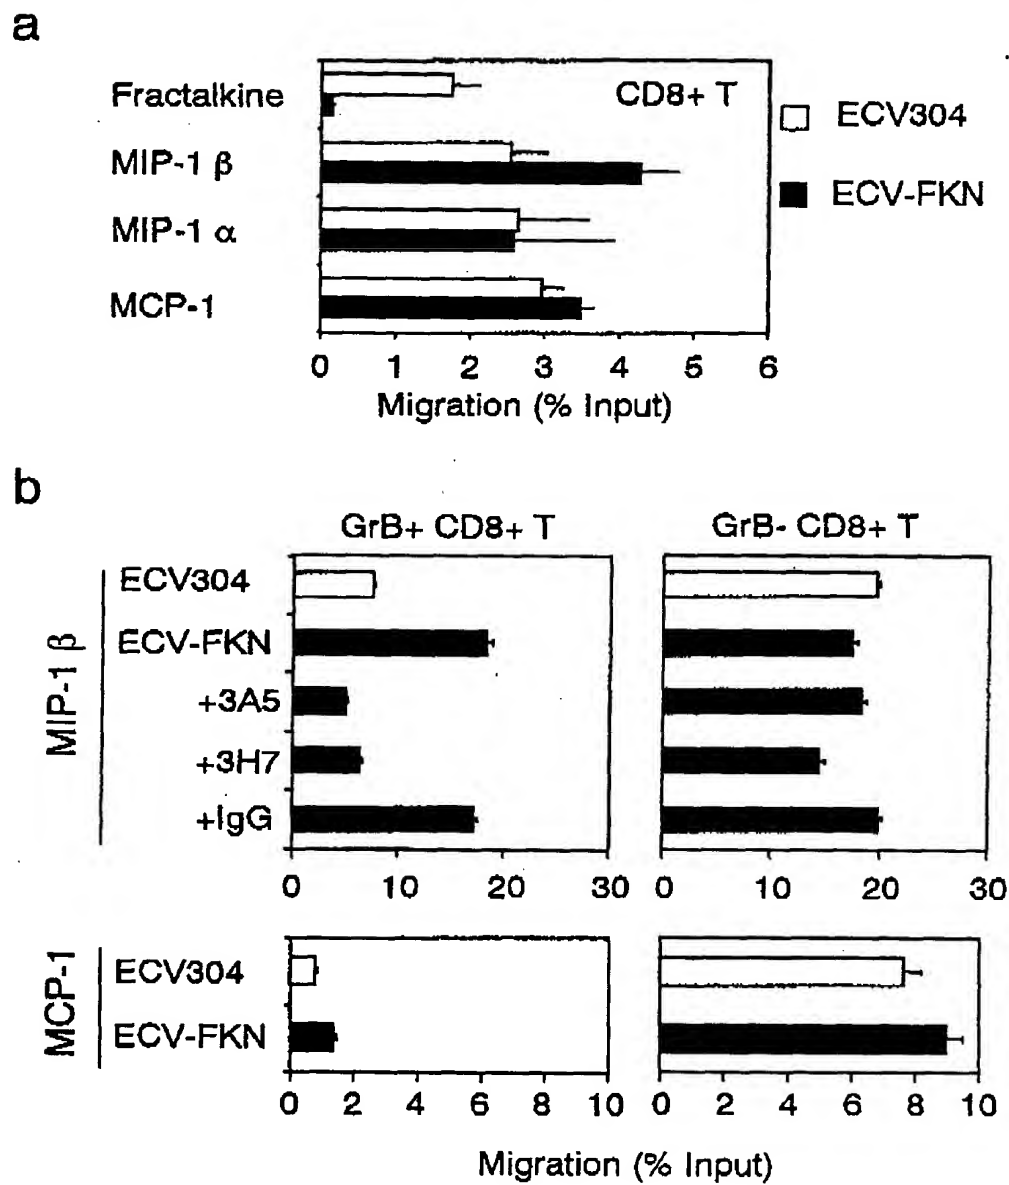 a
Fractalkine
MIP-1 β
MIP-1 α
MCP-1
CD8+ T
ECV304
ECV-FKN
0 1 2 3 4 5 6
Migration (% Input)
b
GrB+ CD8+ T
GrB- CD8+ T
MIP-1 β
ECV304
ECV-FKN
+3A5
+3H7
+IgG
0 10 20 30
0 10 20 30
MCP-1
ECV304
ECV-FKN
0 2 4 6 8 10
0 2 4 6 8 10
Migration (% Input)